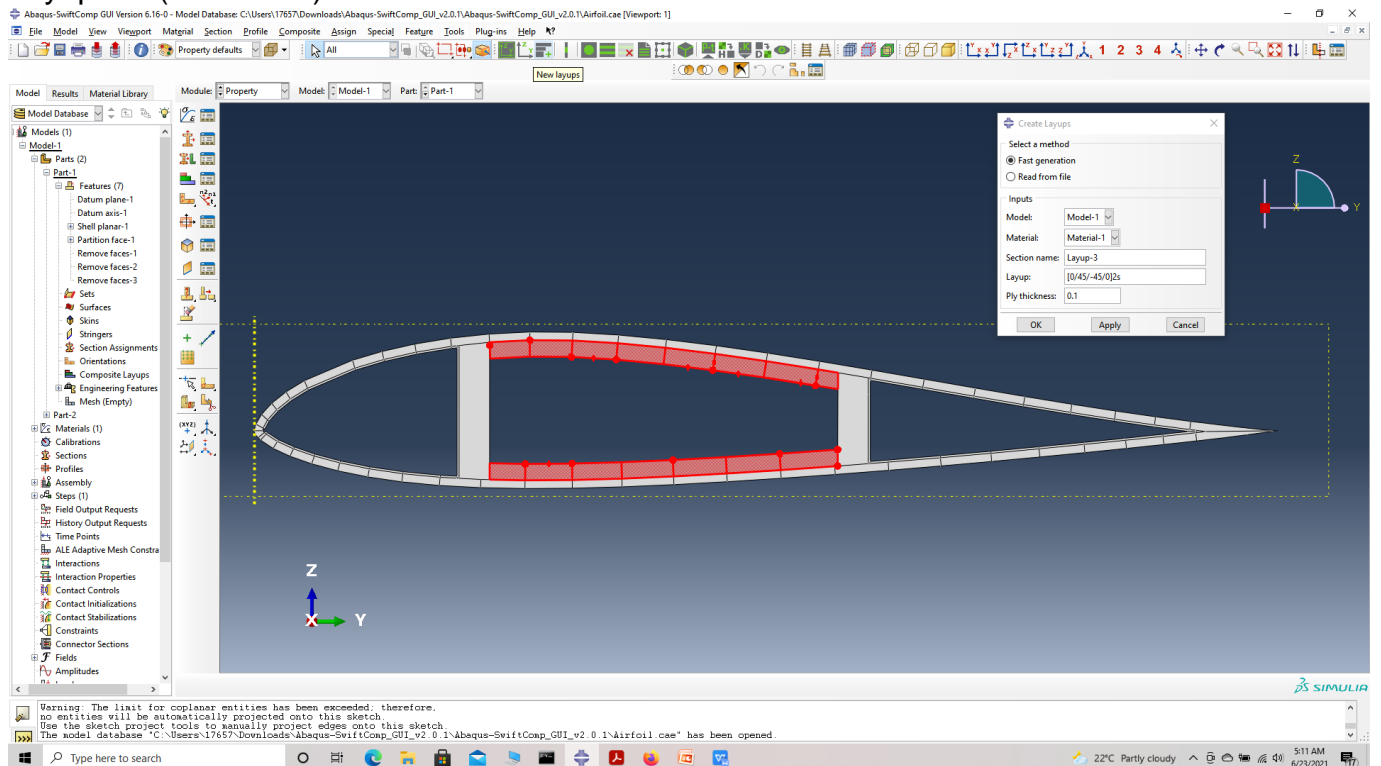 Abaqus-SwiftComp GUI Version 6.16-0 - Model Database: C:\Users\17657\Downloads\Abaqus-SwiftComp_GUI_v2.0.1\Abaqus-SwiftComp_GUI_v2.0.1\Airfoil.cae [Viewport: 1]
File Model View Viewport Material Section Profile Composite Assign Special Feature Tools Plug-ins Help
Property defaults All 1 2 3 4
New layups
Model Results Material Library Module: Property Model: Model-1 Part: Part-1
Model Database
Models (1)
Model-1
Parts (2)
Part-1
Features (7)
Datum plane-1
Datum axis-1
Shell planar-1
Partition face-1
Remove faces-1
Remove faces-2
Remove faces-3
Sets
Surfaces
Skins
Stringers
Section Assignments
Orientations
Composite Layups
Engineering Features
Mesh (Empty)
Part-2
Materials (1)
Calibrations
Sections
Profiles
Assembly
Steps (1)
Field Output Requests
History Output Requests
Time Points
ALE Adaptive Mesh Constra
Interactions
Interaction Properties
Contact Controls
Contact Initializations
Contact Stabilizations
Constraints
Connector Sections
Fields
Amplitudes
Create Layups
Select a method
Fast generation
Read from file
Inputs
Model: Model-1
Material: Material-1
Section name: Layup-3
Layup: [0/45/-45/0]2s
Ply thickness: 0.1
OK Apply Cancel
Z
X Y
Z
X Y
SIMULIA
Warning: The limit for coplanar entities has been exceeded; therefore,
no entities will be automatically projected onto this sketch.
Use the sketch project tools to manually project edges onto this sketch.
The model database "C:\Users\17657\Downloads\Abaqus-SwiftComp_GUI_v2.0.1\Abaqus-SwiftComp_GUI_v2.0.1\Airfoil.cae" has been opened.
Type here to search
22°C Partly cloudy
5:11 AM
6/23/2021